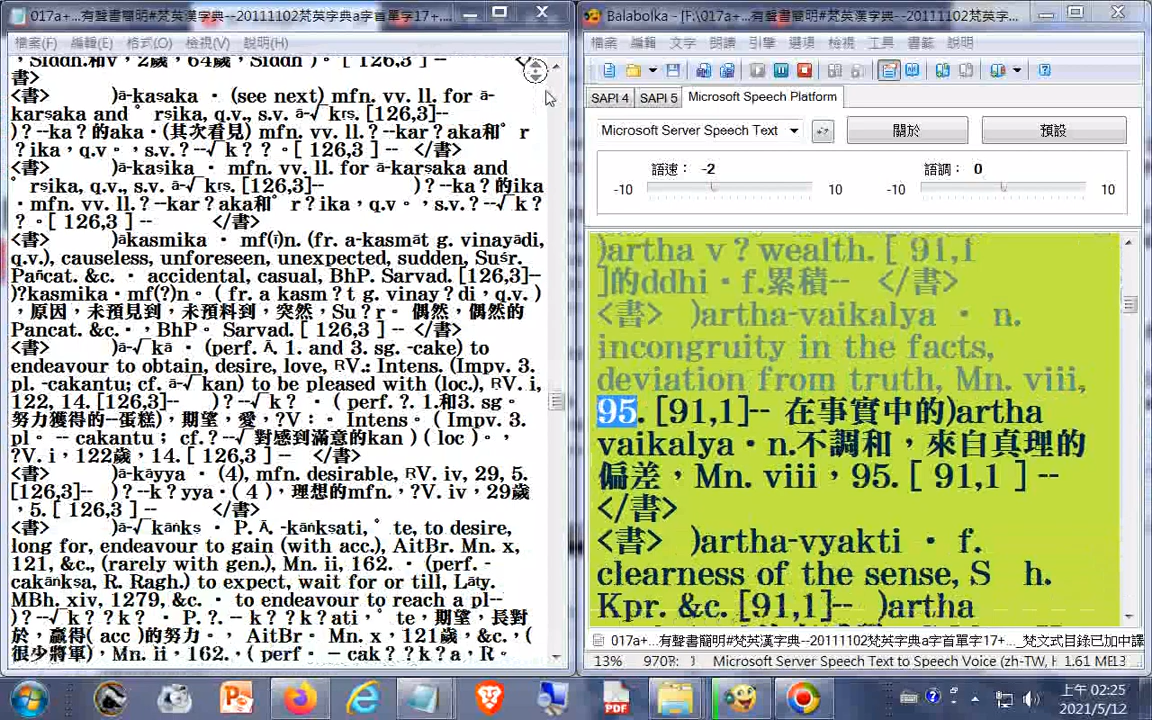 017a+...有聲書簡明#梵英漢字典--20111102梵英字典a字首單字17+...
檔案(F) 編輯(E) 格式(O) 檢視(V) 說明(H)
，Siddh.和v，2歲，64歲，Siddh )。[ 126,3 ] -- </
書>
<書> )ā-kaṣaka · (see next) mfn. vv. ll. for ā-
karṣaka and ° rṣika, q.v., s.v. ā-√ kṛṣ. [126,3]--
)? --ka? 的aka · (其次看見) mfn. vv. ll. ? --kar ? aka和° r
? ika, q.v. 。, s.v. ? --√ k ? ? 。[ 126,3 ] -- </書>
<書> )ā-kaṣika · mfn. vv. ll. for ā-karṣaka and
° rṣika, q.v., s.v. ā-√ kṛṣ. [126,3]-- )? --ka? 的ika
· mfn. vv. ll. ? --kar ? aka和° r ? ika，q.v.。, s.v. ? --√ k ?
? 。[ 126,3 ] -- </書>
<書> )ākasmika · mf(ī)n. (fr. a-kasmāt g. vinayādi,
q.v.), causeless, unforeseen, unexpected, sudden, Suśr.
Pañcat. &c. · accidental, casual, BhP. Sarvad. [126,3]--
)?kasmika · mf(?)n。( fr. a kasm ? t g. vinay ? di，q.v. )
，原因，未預見到，未預料到，突然，Su ? r。 偶然，偶然的
Pancat. &c.·，BhP。 Sarvad. [ 126,3 ] -- </書>
<書> )ā-√ kā · (perf. Ā. 1. and 3. sg. -cake) to
endeavour to obtain, desire, love, RV.: Intens. (Impv. 3.
pl. -cakantu; cf. ā-√ kan) to be pleased with (loc.), RV. i,
122, 14. [126,3]-- )? --√ k ? · ( perf. ?. 1.和3. sg。
努力獲得的--蛋糕)，期望，愛，?V：。Intens。(Impv. 3.
pl。-- cakantu；cf. ? --√ 對感到滿意的kan ) ( loc )。，
?V. i，122歲，14. [ 126,3 ] -- </書>
<書> )ā-kāyya · (4), mfn. desirable, RV. iv, 29, 5.
[126,3]-- )? --k ? yya · ( 4 )，理想的mfn.，?V. iv，29歲
，5. [ 126,3 ] -- </書>
<書> )ā-√ kāṅkṣ · P. Ā. -kāṅkṣati, ° te, to desire,
long for, endeavour to gain (with acc.), AitBr. Mn. x,
121, &c., (rarely with gen.), Mn. ii, 162. · (perf. -
cakāṅkṣa, R. Ragh.) to expect, wait for or till, Lāṭy.
MBh. xiv, 1279, &c. · to endeavour to reach a pl--
)? --√ k ? ? k ? · P. ?. -- k ? ? k ? ati，° te，期望，長對
於，贏得( acc )的努力。，AitBr。Mn. x，121歲，&c.，(
很少將軍)，Mn. ii，162.，( perf。-- cak ? ? k ? a，R。
Balabolka - [F:\017a+...有聲書簡明#梵英漢字典--20111102梵英字...
檔案 編輯 文字 朗讀 引擎 選項 檢視 工具 書籤 說明
SAPI 4 SAPI 5 Microsoft Speech Platform
Microsoft Server Speech Text 關於 預設
語速： -2 語調： 0
-10 10 -10 10
)artha v ? wealth. [ 91,1
]的ddhi · f.累積-- </書>
<書> )artha-vaikalya · n.
incongruity in the facts,
deviation from truth, Mn. viii,
95. [91,1]-- 在事實中的)artha
vaikalya · n.不調和，來自真理的
偏差，Mn. viii，95. [ 91,1 ] --
</書>
<書> )artha-vyakti · f.
clearness of the sense, S h.
Kpr. &c. [91,1]-- )artha
017a+...有聲書簡明#梵英漢字典--20111102梵英字典a字首單字17+..._梵文式目錄已加中譯
13% Microsoft Server Speech Text to Speech Voice (zh-TW,
上午 02:25
2021/5/12